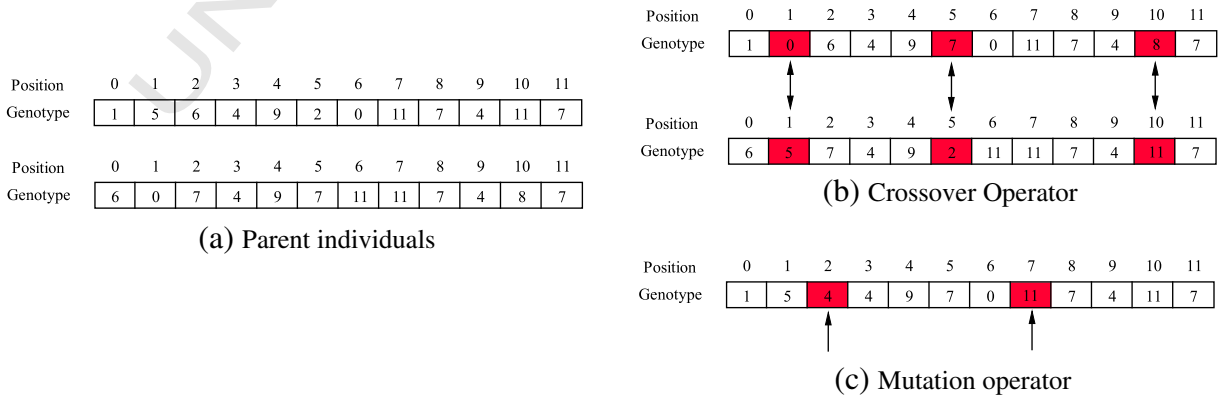 UN
Position 0 1 2 3 4 5 6 7 8 9 10 11
Genotype 1 5 6 4 9 2 0 11 7 4 11 7
Position 0 1 2 3 4 5 6 7 8 9 10 11
Genotype 6 0 7 4 9 7 11 11 7 4 8 7
(a) Parent individuals
Position 0 1 2 3 4 5 6 7 8 9 10 11
Genotype 1 0 6 4 9 7 0 11 7 4 8 7
Position 0 1 2 3 4 5 6 7 8 9 10 11
Genotype 6 5 7 4 9 2 11 11 7 4 11 7
(b) Crossover Operator
Position 0 1 2 3 4 5 6 7 8 9 10 11
Genotype 1 5 4 4 9 7 0 11 7 4 11 7
(c) Mutation operator